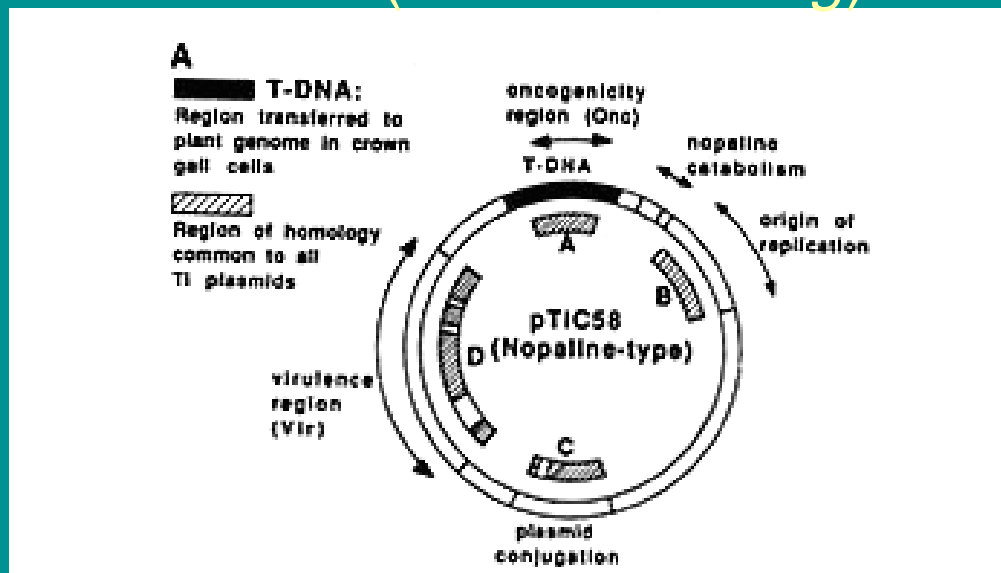 A
T-DNA:
Region transferred to
plant genome in crown
gall cells
Region of homology
common to all
Ti plasmids
oncogenicity
region (Onc)
T-DNA
nopaline
catabolism
origin of
replication
A
B
pTiC58
(Nopaline-type)
D
virulence
region
(Vir)
C
plasmid
conjugation